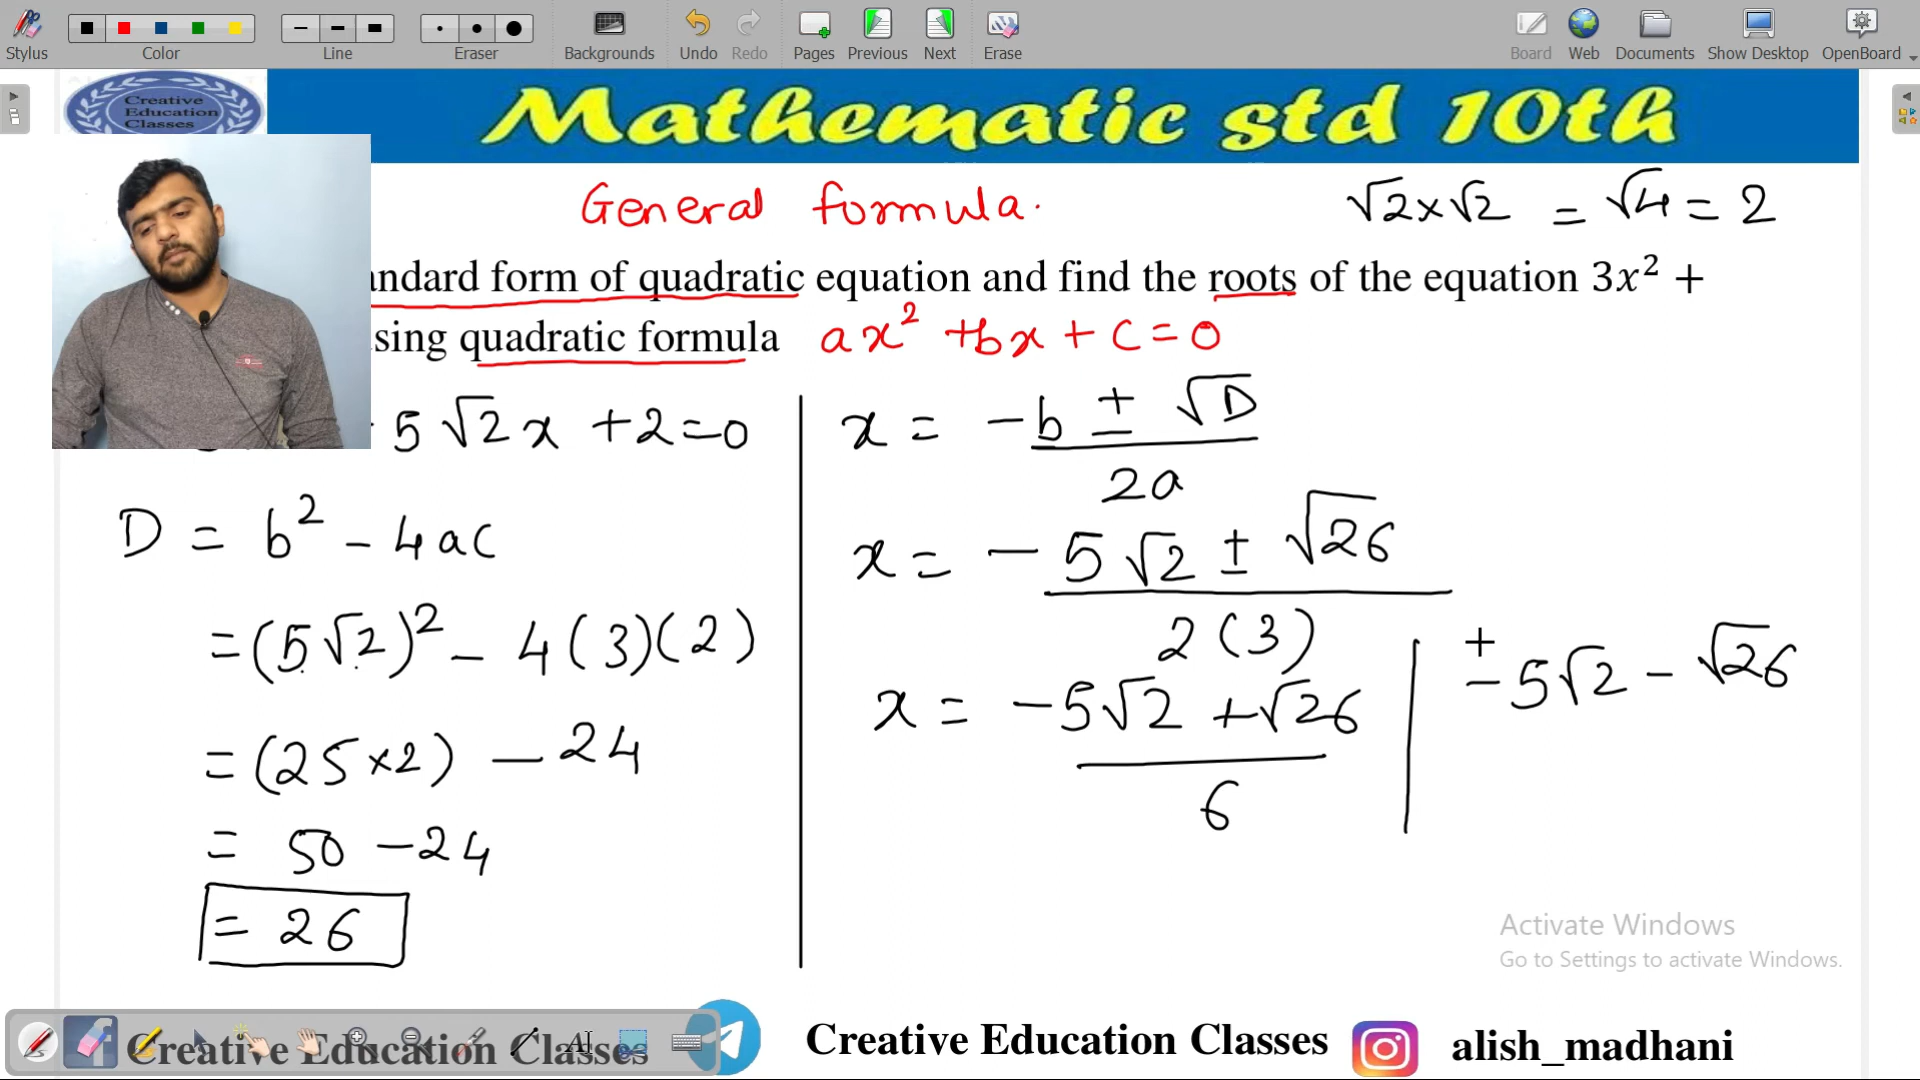 Stylus Color Line Eraser Backgrounds Undo Redo Pages Previous Next Erase Board Web Documents Show Desktop OpenBoard
Creative
Education
Classes
Mathematic std 10th
General formula.
√2×√2 = √4 = 2
andard form of quadratic equation and find the roots of the equation 3x² +
sing quadratic formula ax² +bx + c = 0
5√2x +2=0
D = b² - 4ac
=(5√2)² - 4(3)(2)
=(25×2) - 24
= 50 - 24
= 26
x = -b ± √D
2a
x = - 5√2 ± √26
2(3)
x = -5√2 +√26
6
+
- 5√2 - √26
Activate Windows
Go to Settings to activate Windows.
Creative Education Classes
Creative Education Classes
alish_madhani